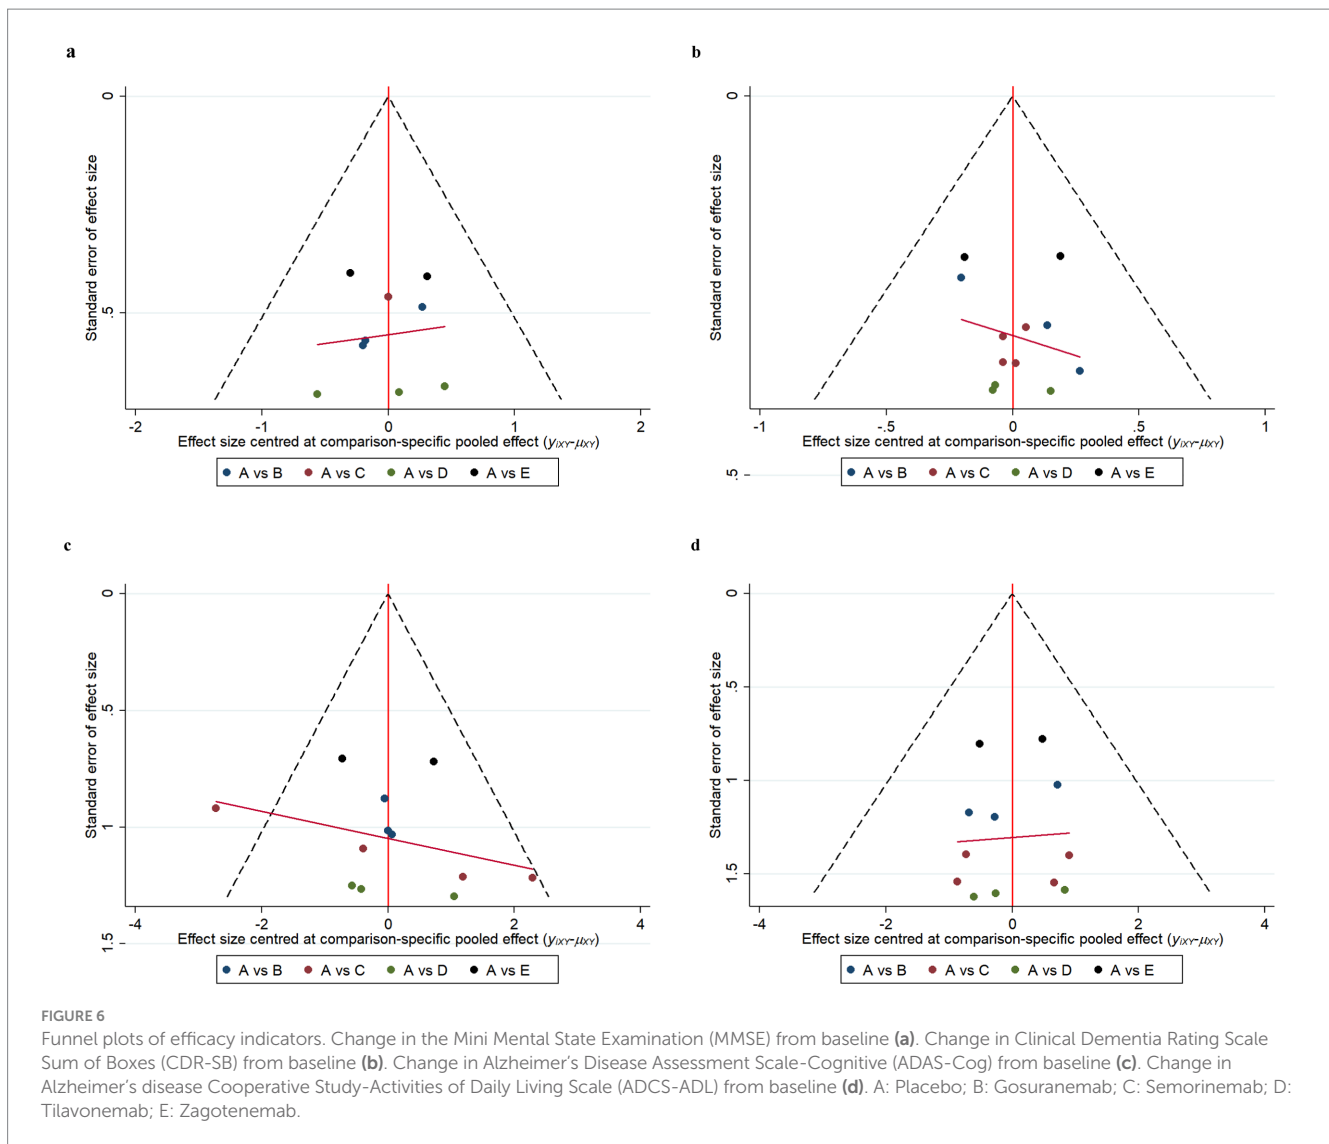 a
0
.5
Standard error of effect size
-2
-1
0
1
2
Effect size centred at comparison-specific pooled effect (yiXY-μXY)
A vs B A vs C A vs D A vs E
b
0
.5
Standard error of effect size
-1
-.5
0
.5
1
Effect size centred at comparison-specific pooled effect (yiXY-μXY)
A vs B A vs C A vs D A vs E
c
0
.5
1
1.5
Standard error of effect size
-4
-2
0
2
4
Effect size centred at comparison-specific pooled effect (yiXY-μXY)
A vs B A vs C A vs D A vs E
d
0
.5
1
1.5
Standard error of effect size
-4
-2
0
2
4
Effect size centred at comparison-specific pooled effect (yiXY-μXY)
A vs B A vs C A vs D A vs E
FIGURE 6
Funnel plots of efficacy indicators. Change in the Mini Mental State Examination (MMSE) from baseline (a). Change in Clinical Dementia Rating Scale
Sum of Boxes (CDR-SB) from baseline (b). Change in Alzheimer's Disease Assessment Scale-Cognitive (ADAS-Cog) from baseline (c). Change in
Alzheimer's disease Cooperative Study-Activities of Daily Living Scale (ADCS-ADL) from baseline (d). A: Placebo; B: Gosuranemab; C: Semorinemab; D:
Tilavonemab; E: Zagotenemab.